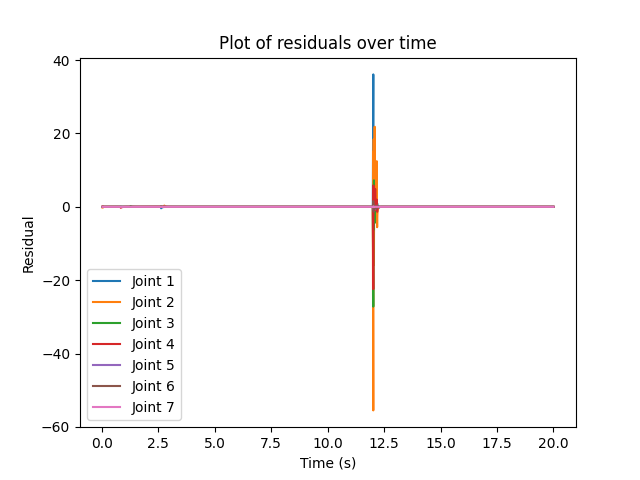 Plot of residuals over time
40
20
0
−20
−40
−60
Residual
Joint 1
Joint 2
Joint 3
Joint 4
Joint 5
Joint 6
Joint 7
0.0 2.5 5.0 7.5 10.0 12.5 15.0 17.5 20.0
Time (s)